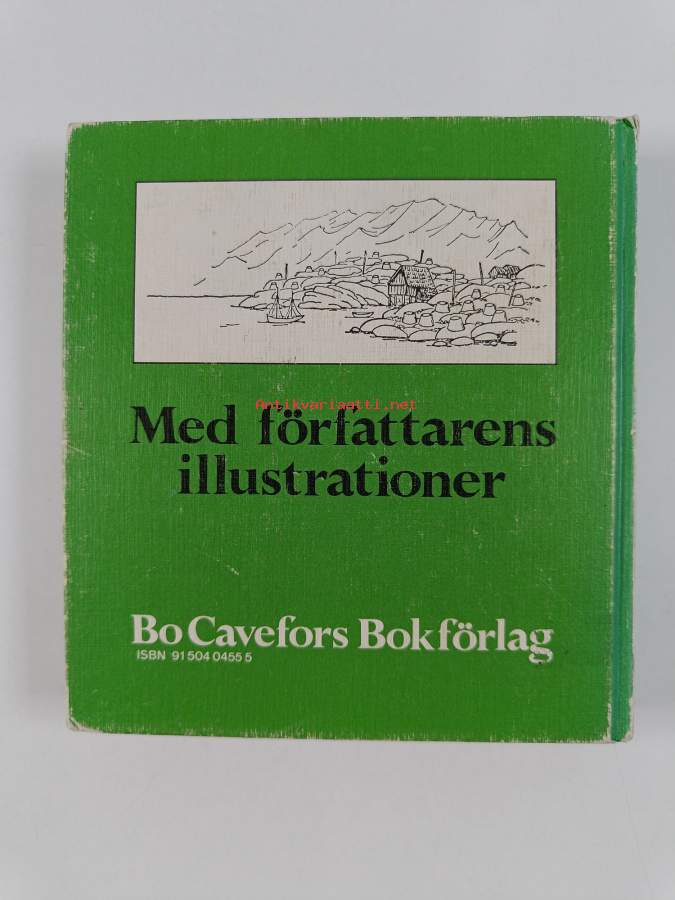 Antikvariaatti.net
Med författarens
illustrationer
Bo Cavefors Bokförlag
ISBN 91 504 0455 5